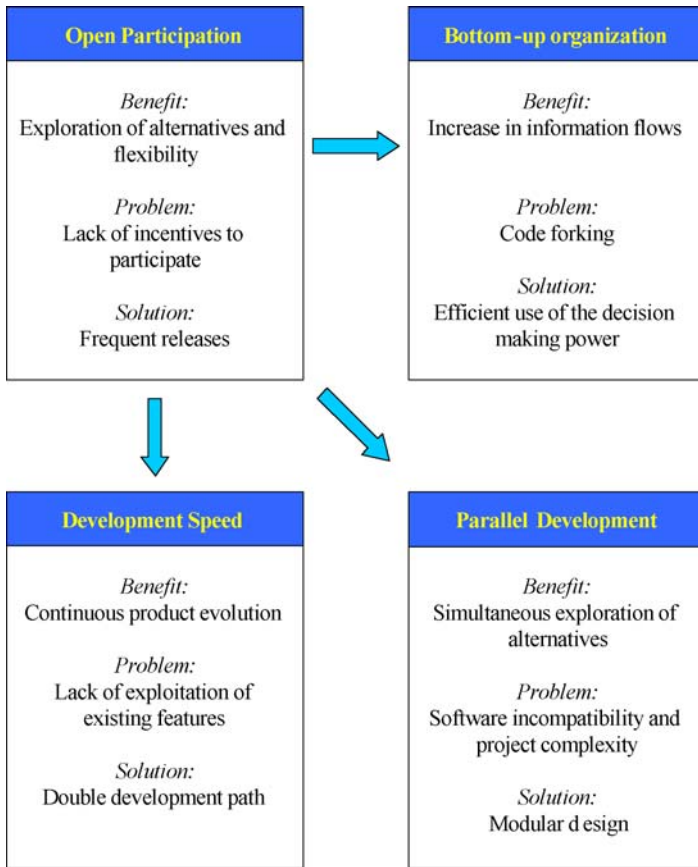 Open Participation
Benefit:
Exploration of alternatives and
flexibility
Problem:
Lack of incentives to
participate
Solution:
Frequent releases
Bottom-up organization
Benefit:
Increase in information flows
Problem:
Code forking
Solution:
Efficient use of the decision
making power
Development Speed
Benefit:
Continuous product evolution
Problem:
Lack of exploitation of
existing features
Solution:
Double development path
Parallel Development
Benefit:
Simultaneous exploration of
alternatives
Problem:
Software incompatibility and
project complexity
Solution:
Modular design